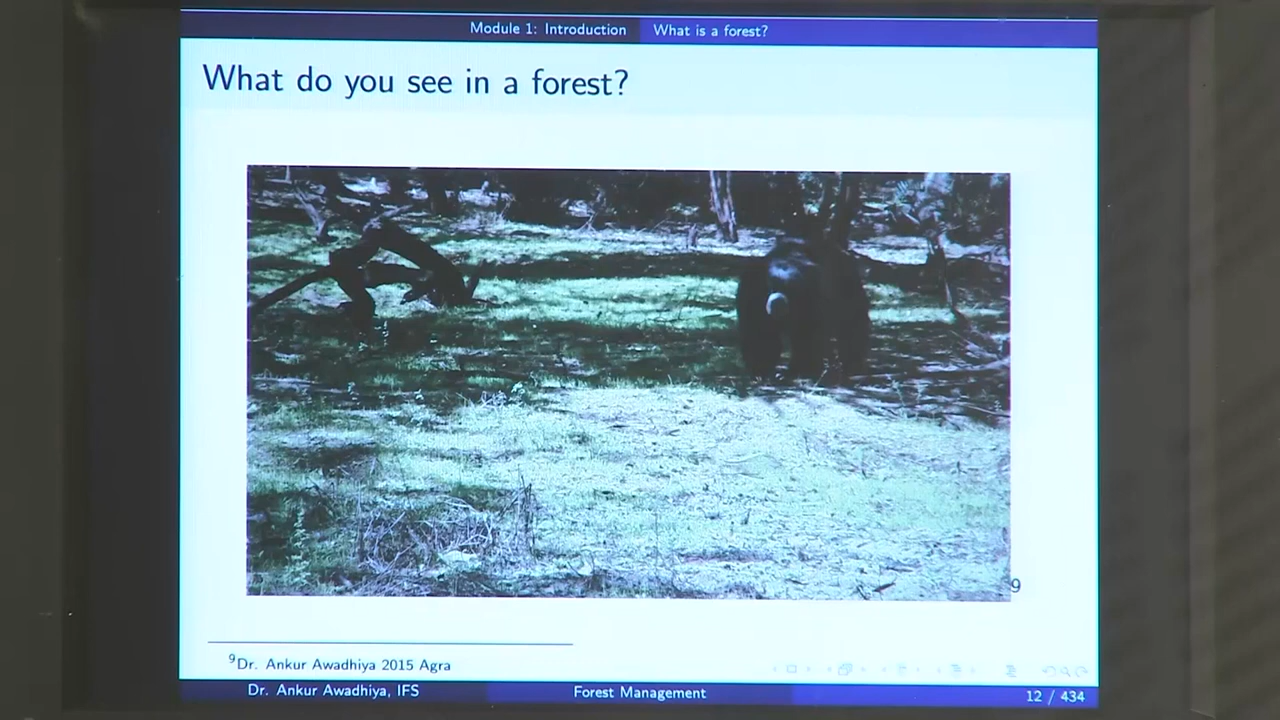 Module 1: Introduction What is a forest?
What do you see in a forest?
9
9Dr. Ankur Awadhiya 2015 Agra
Dr. Ankur Awadhiya, IFS Forest Management 12 / 434